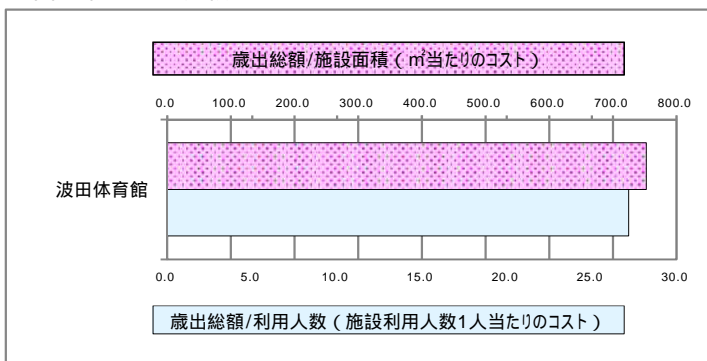 歳出総額/施設面積（㎡当たりのコスト）
0.0 100.0 200.0 300.0 400.0 500.0 600.0 700.0 800.0
波田体育館
0.0 5.0 10.0 15.0 20.0 25.0 30.0
歳出総額/利用人数（施設利用人数1人当たりのコスト）